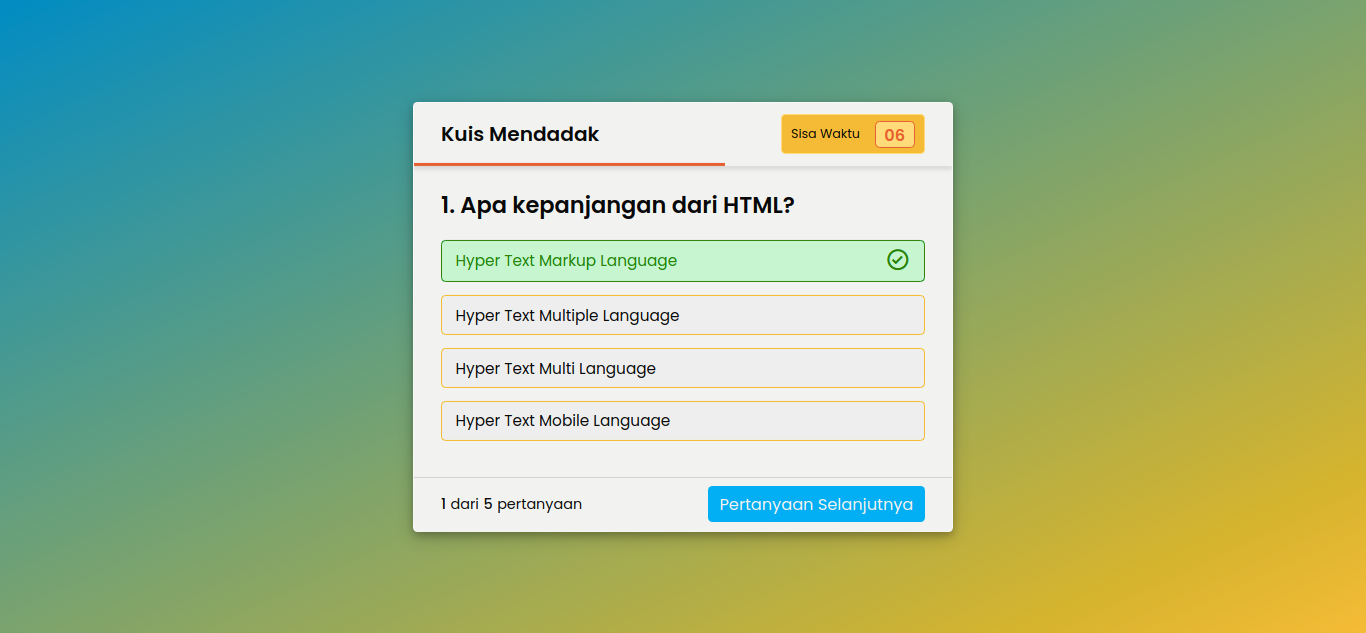 Kuis Mendadak
Sisa Waktu 06
1. Apa kepanjangan dari HTML?
Hyper Text Markup Language
Hyper Text Multiple Language
Hyper Text Multi Language
Hyper Text Mobile Language
1 dari 5 pertanyaan
Pertanyaan Selanjutnya